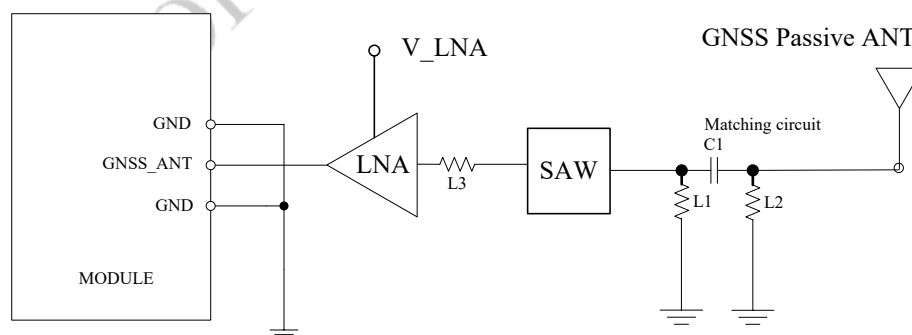 V_LNA
GNSS Passive ANT
GND
GNSS_ANT
GND
MODULE
LNA
L3
SAW
Matching circuit
C1
L1
L2